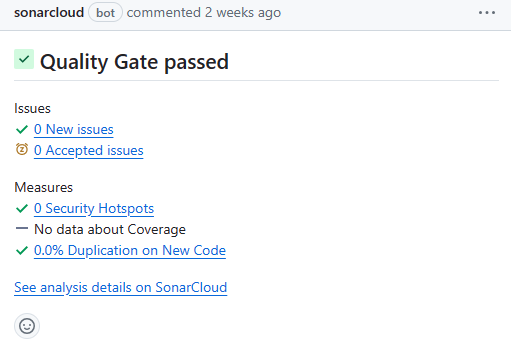 sonarcloud bot commented 2 weeks ago
Quality Gate passed
Issues
0 New issues
0 Accepted issues
Measures
0 Security Hotspots
No data about Coverage
0.0% Duplication on New Code
See analysis details on SonarCloud